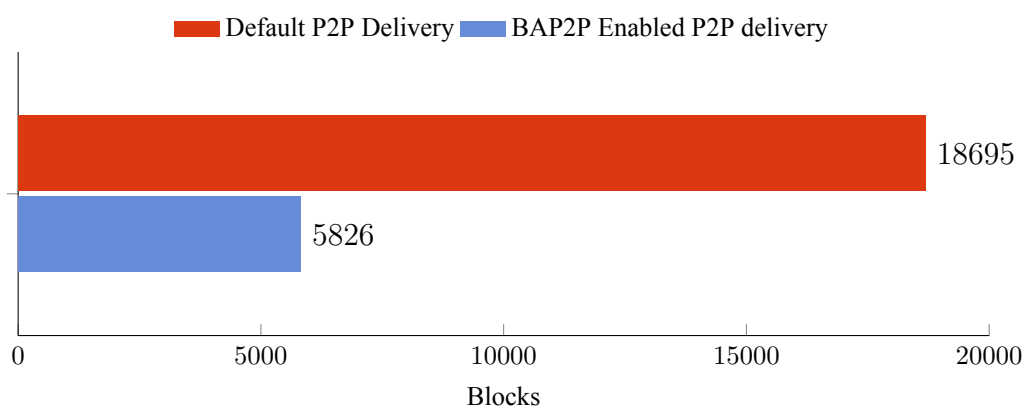 Default P2P Delivery BAP2P Enabled P2P delivery
18695
5826
0 5000 10000 15000 20000
Blocks